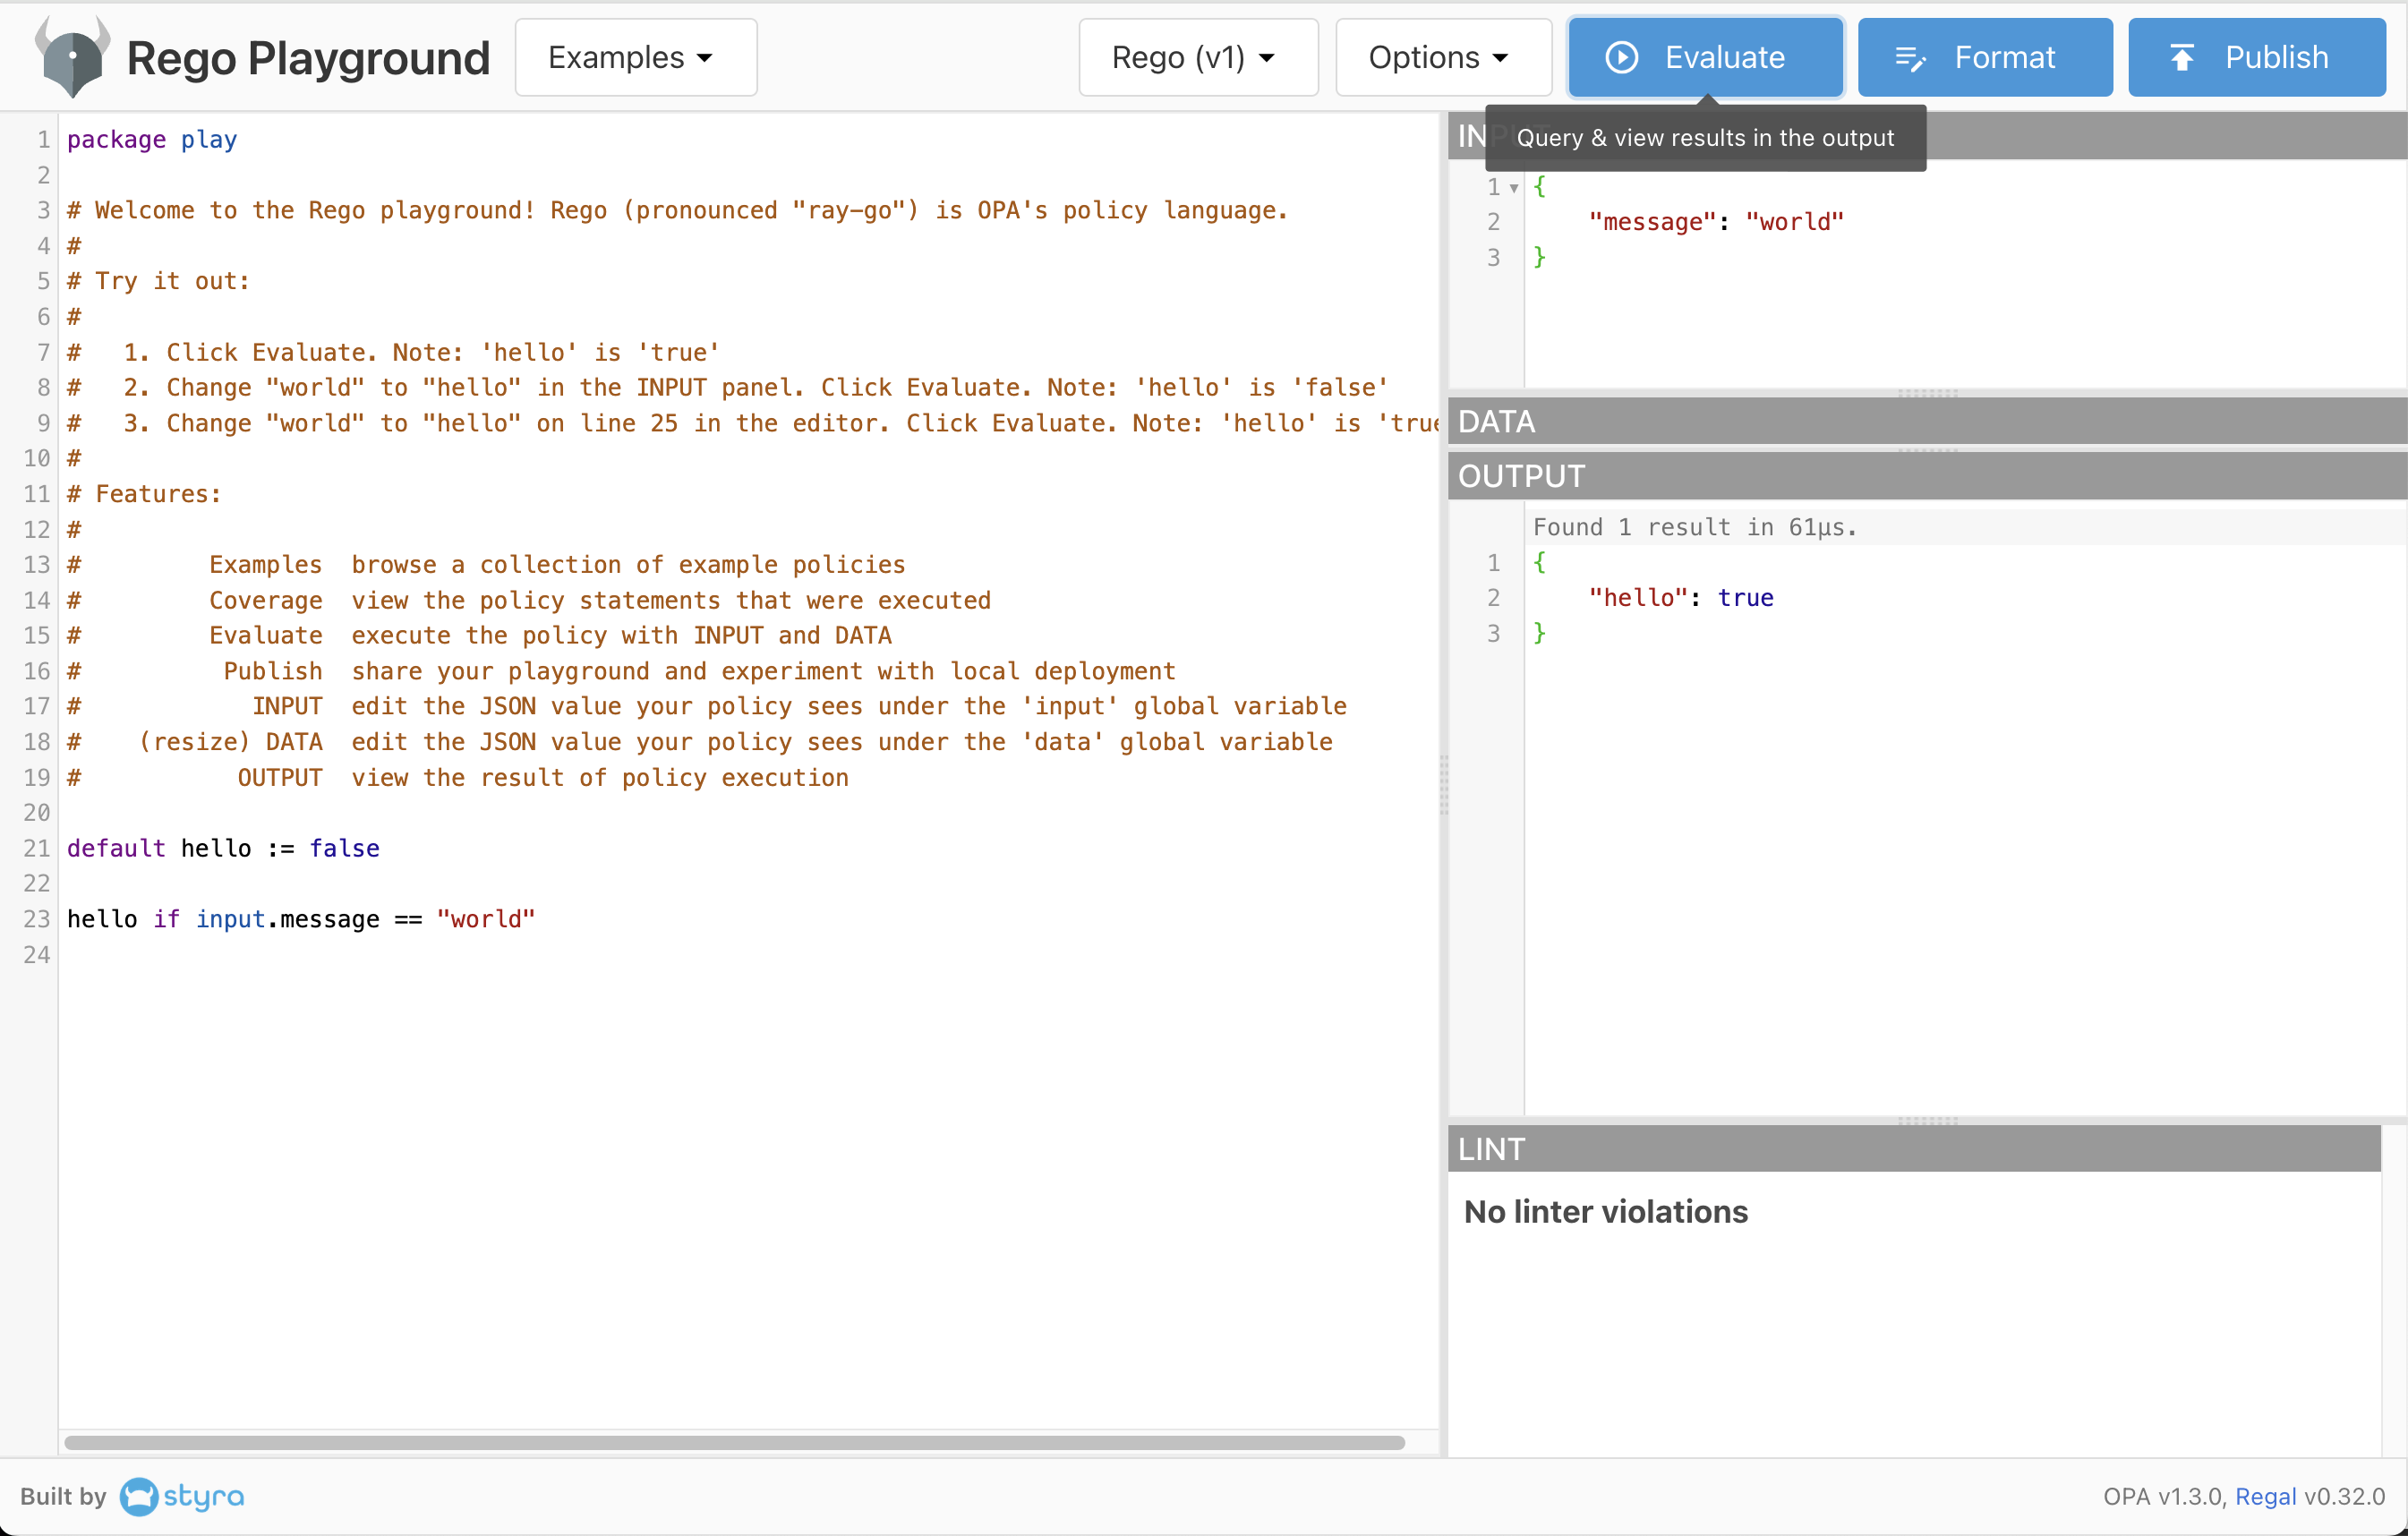 Rego Playground
Examples
Rego (v1)
Options
Evaluate
Format
Publish
Query & view results in the output
1 package play
2
3 # Welcome to the Rego playground! Rego (pronounced "ray-go") is OPA's policy language.
4 #
5 # Try it out:
6 #
7 #   1. Click Evaluate. Note: 'hello' is 'true'
8 #   2. Change "world" to "hello" in the INPUT panel. Click Evaluate. Note: 'hello' is 'false'
9 #   3. Change "world" to "hello" on line 25 in the editor. Click Evaluate. Note: 'hello' is 'true
10 #
11 # Features:
12 #
13 #         Examples  browse a collection of example policies
14 #         Coverage  view the policy statements that were executed
15 #         Evaluate  execute the policy with INPUT and DATA
16 #          Publish  share your playground and experiment with local deployment
17 #            INPUT  edit the JSON value your policy sees under the 'input' global variable
18 #    (resize) DATA  edit the JSON value your policy sees under the 'data' global variable
19 #           OUTPUT  view the result of policy execution
20
21 default hello := false
22
23 hello if input.message == "world"
24
INPUT
1 {
2     "message": "world"
3 }
DATA
OUTPUT
Found 1 result in 61µs.
1 {
2     "hello": true
3 }
LINT
No linter violations
Built by styra
OPA v1.3.0, Regal v0.32.0